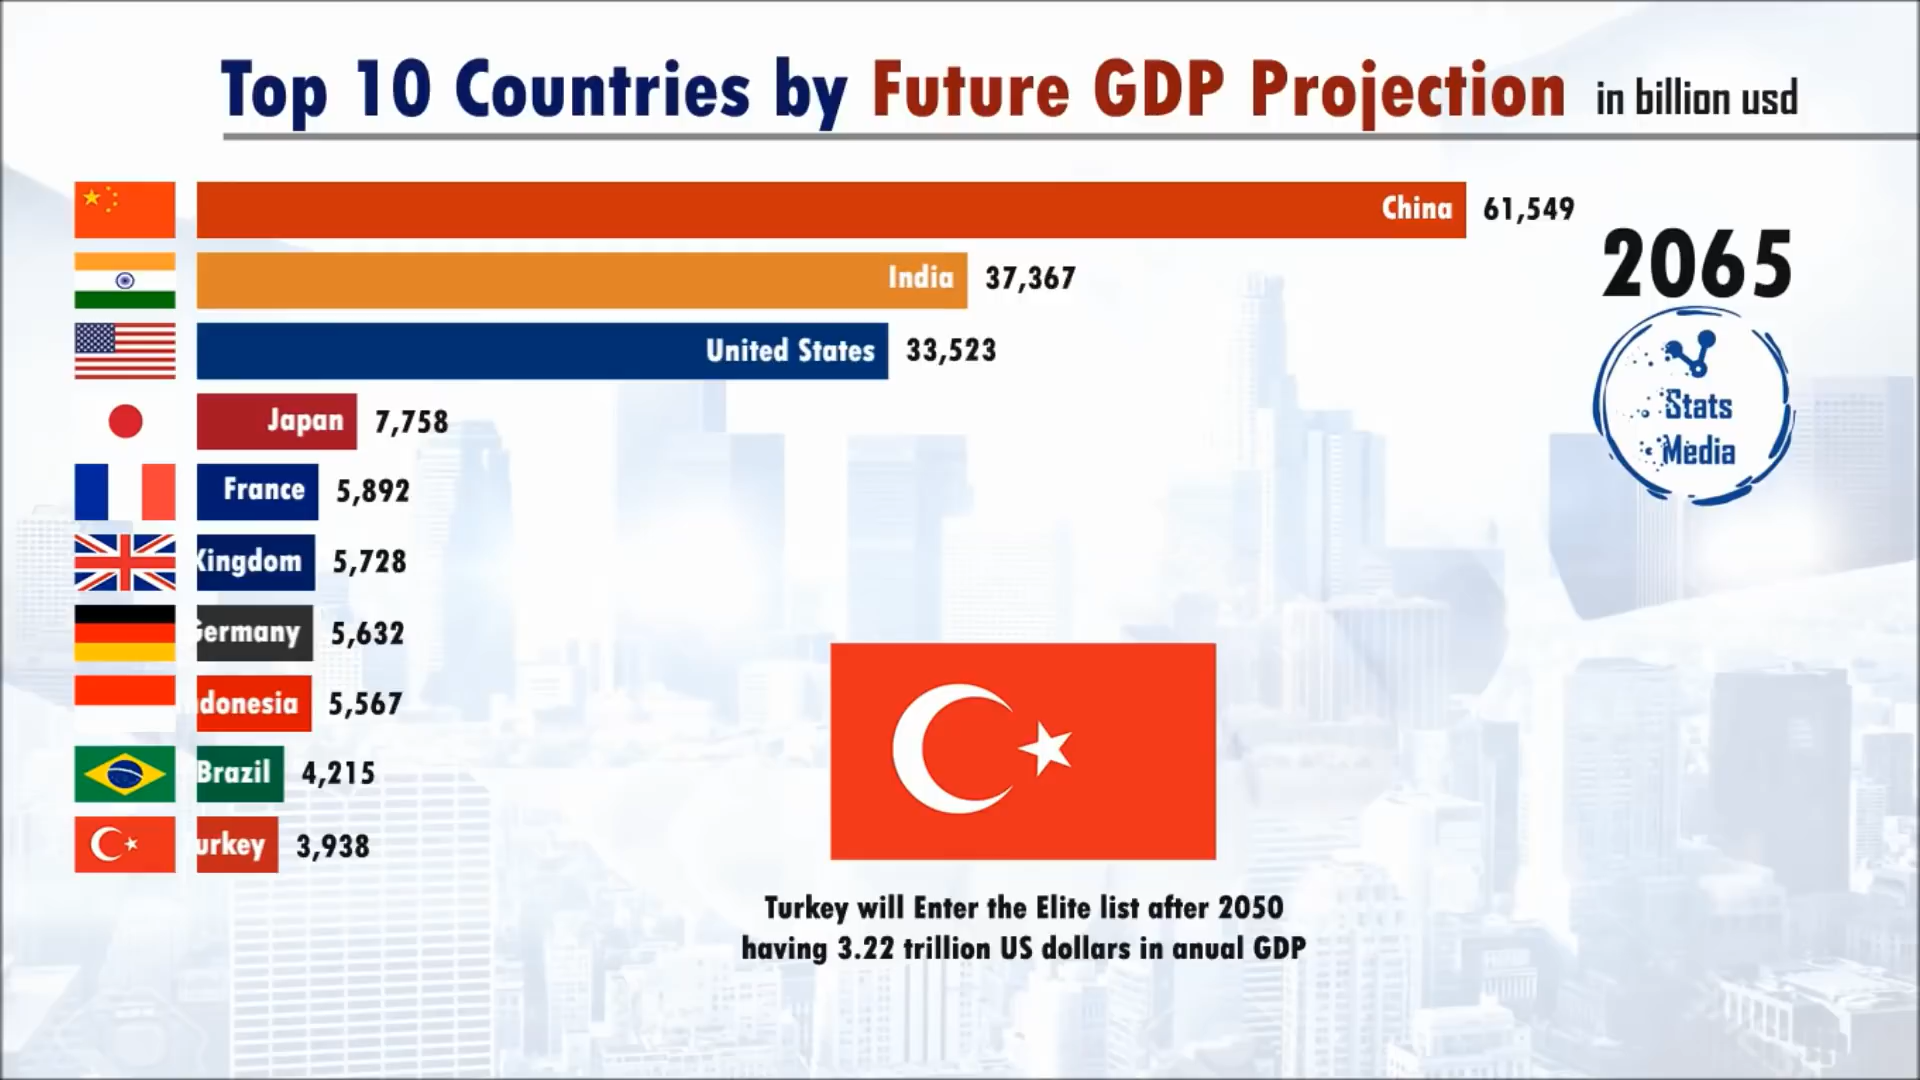 Top 10 Countries by Future GDP Projection in billion usd
China 61,549
2065
India 37,367
United States 33,523
Stats
Media
Japan 7,758
France 5,892
Kingdom 5,728
Germany 5,632
donesia 5,567
Brazil 4,215
urkey 3,938
Turkey will Enter the Elite list after 2050
having 3.22 trillion US dollars in anual GDP